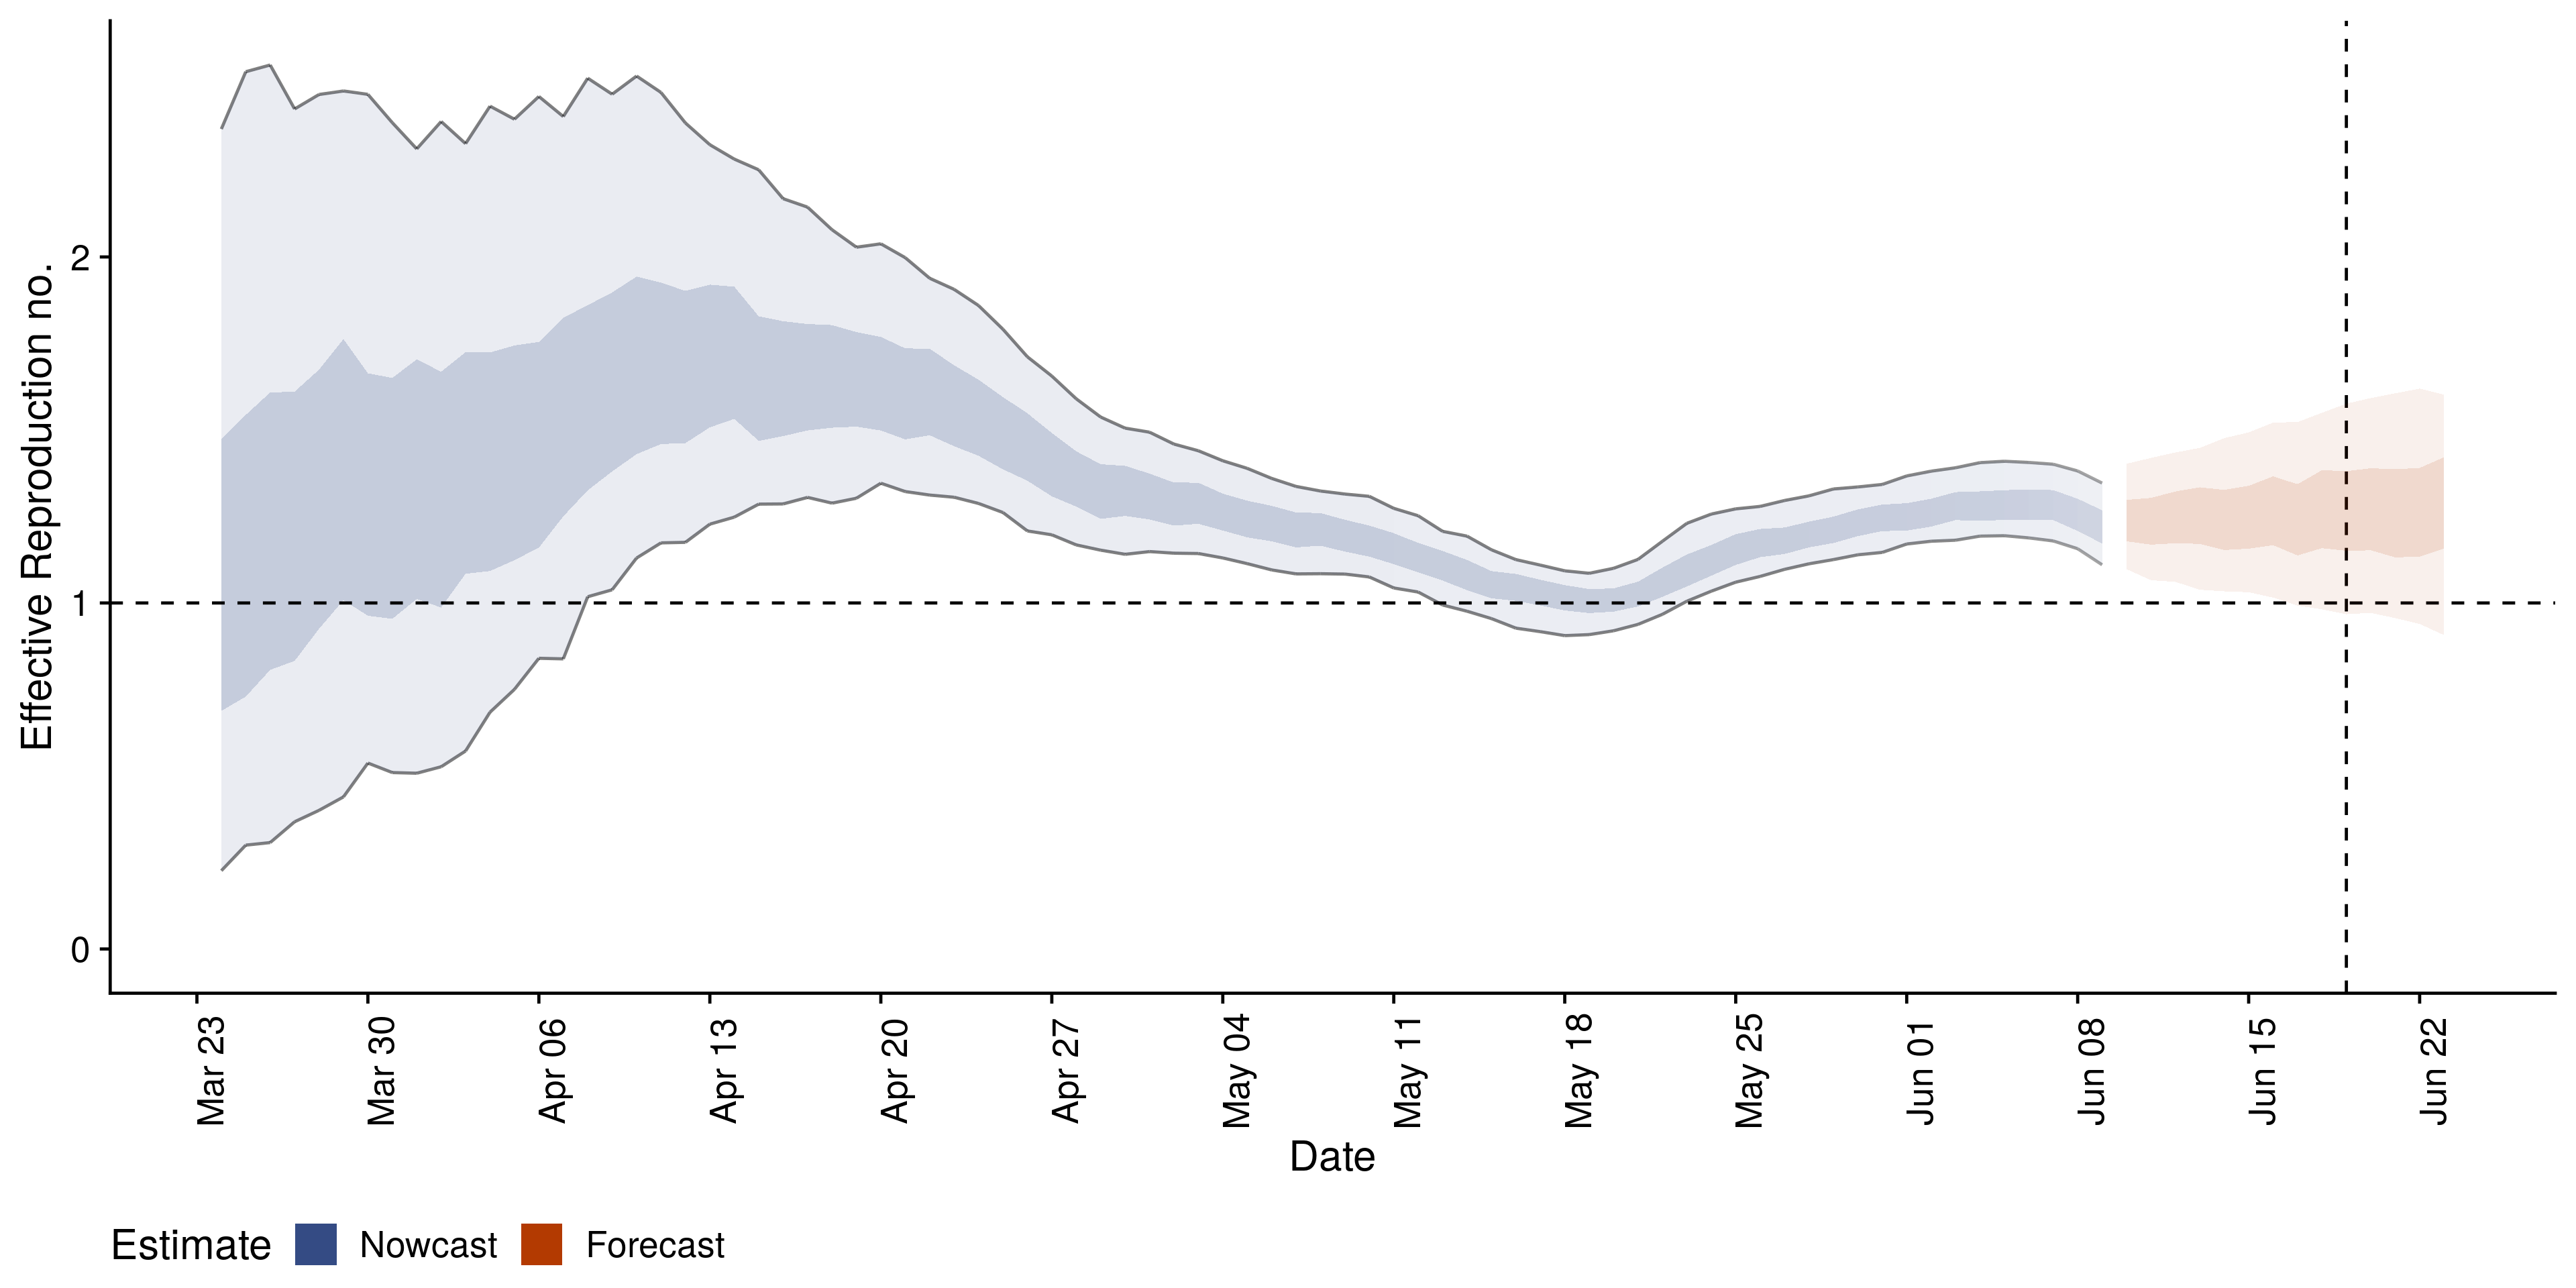 Effective Reproduction no.
2
1
0
Mar 23
Mar 30
Apr 06
Apr 13
Apr 20
Apr 27
May 04
May 11
May 18
May 25
Jun 01
Jun 08
Jun 15
Jun 22
Date
Estimate Nowcast Forecast